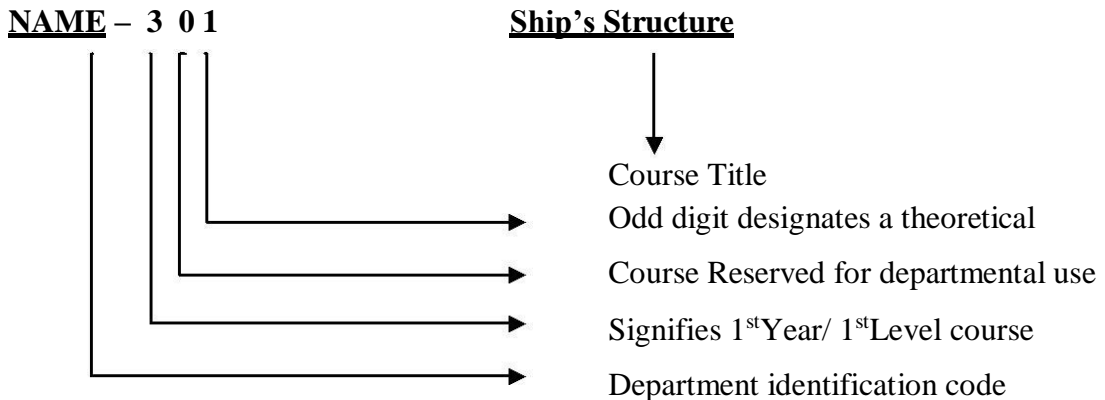 NAME – 3 0 1 Ship’s Structure
Course Title
Odd digit designates a theoretical
Course Reserved for departmental use
Signifies 1stYear/ 1stLevel course
Department identification code